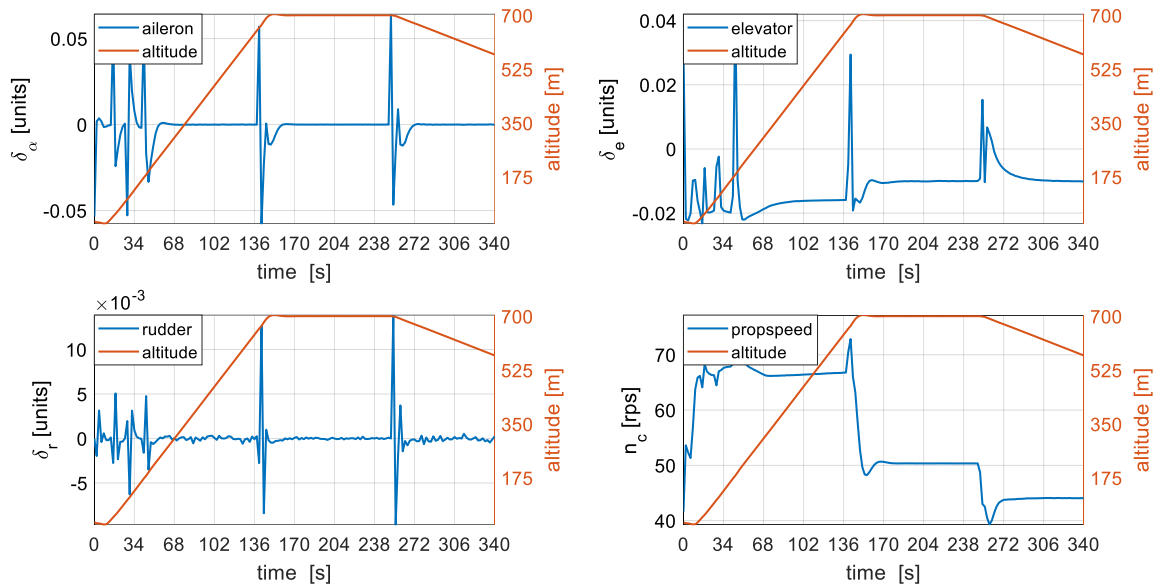 aileron
altitude
0.05
0
-0.05
δα [units]
700
525
350
175
altitude [m]
0 34 68 102 136 170 204 238 272 306 340
time [s]
elevator
altitude
0.04
0.02
0
-0.02
δe [units]
700
525
350
175
altitude [m]
0 34 68 102 136 170 204 238 272 306 340
time [s]
×10-3
rudder
altitude
10
5
0
-5
δr [units]
700
525
350
175
altitude [m]
0 34 68 102 136 170 204 238 272 306 340
time [s]
propspeed
altitude
70
60
50
40
nc [rps]
700
525
350
175
altitude [m]
0 34 68 102 136 170 204 238 272 306 340
time [s]